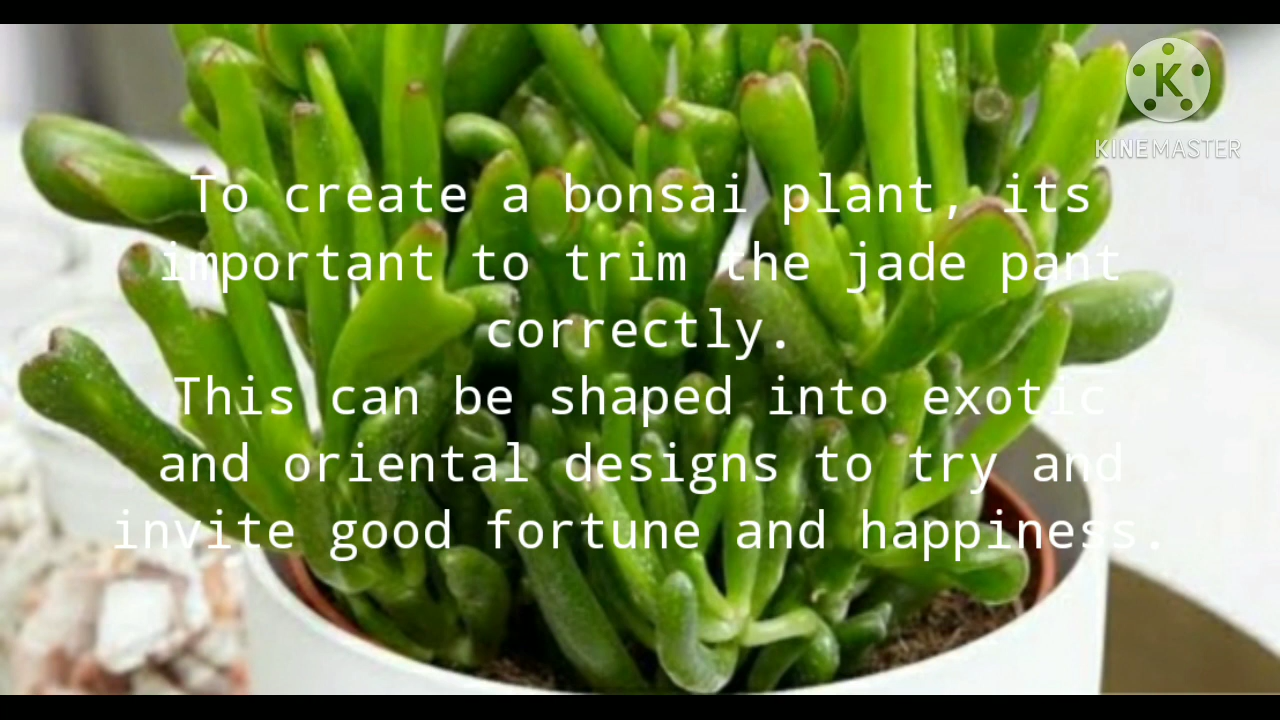 KINEMASTER
To create a bonsai plant, its
important to trim the jade pant
correctly.
This can be shaped into exotic
and oriental designs to try and
invite good fortune and happiness.